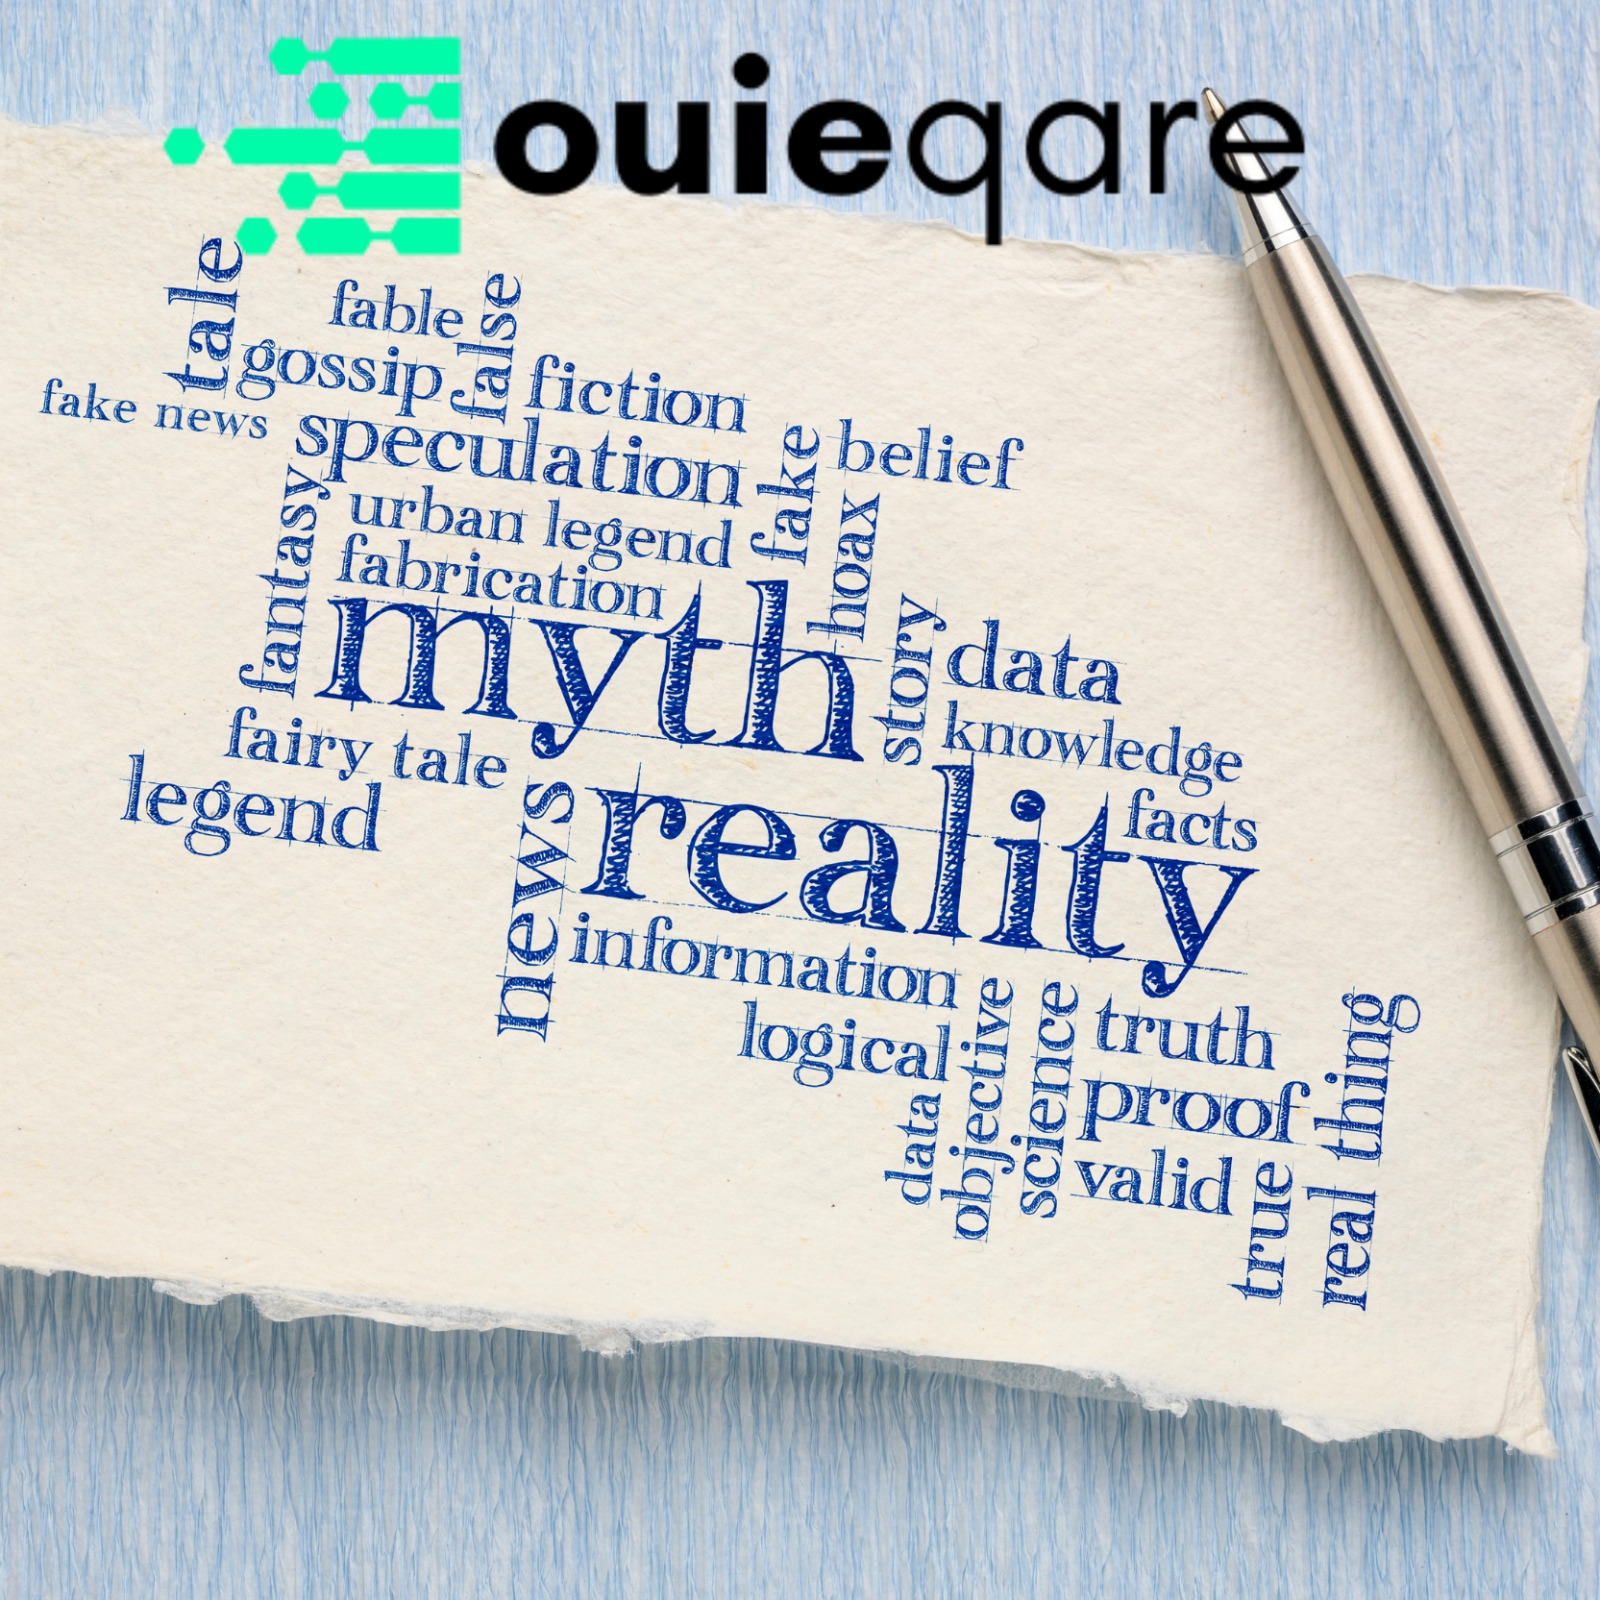 ouieqare
tale
fable
false
gossip
fiction
fake news
speculation
fake
belief
urban legend
hoax
fantasy
fabrication
myth
story
data
knowledge
fairy tale
legend
news
reality
facts
information
logical
data
objective
science
truth
proof
valid
true
real thing